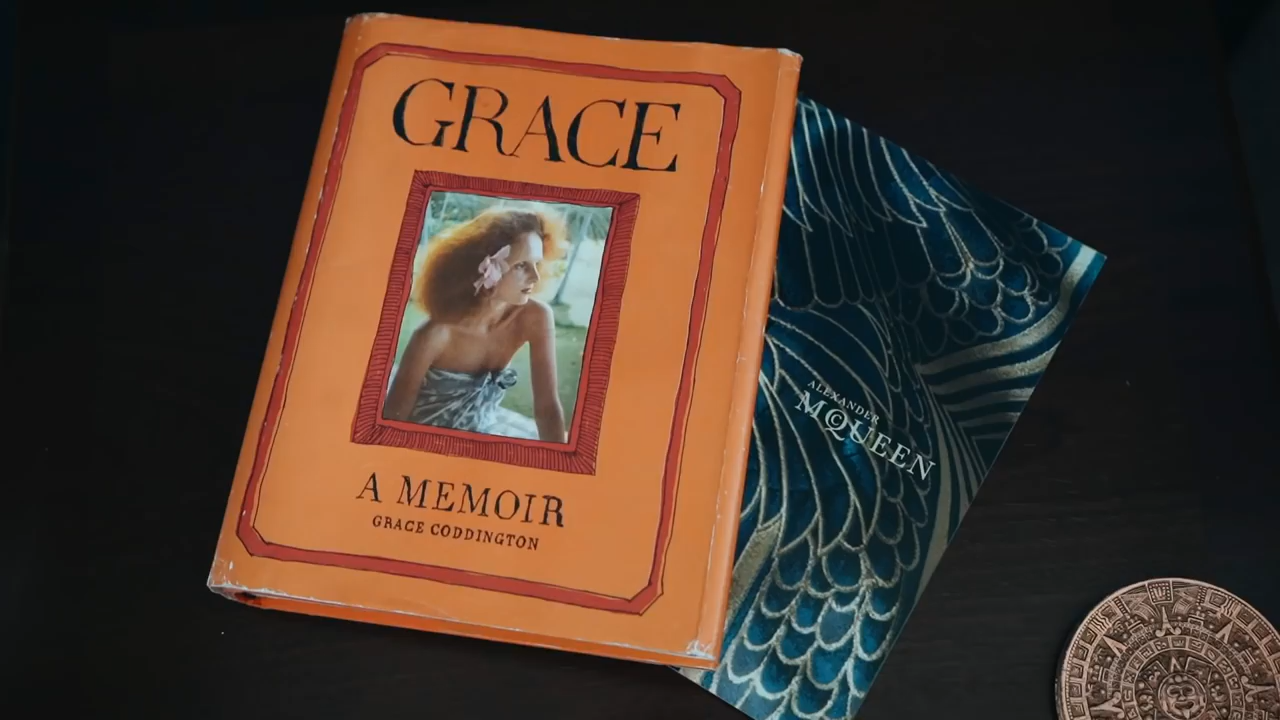 GRACE
A MEMOIR
GRACE CODDINGTON
ALEXANDER
McQUEEN